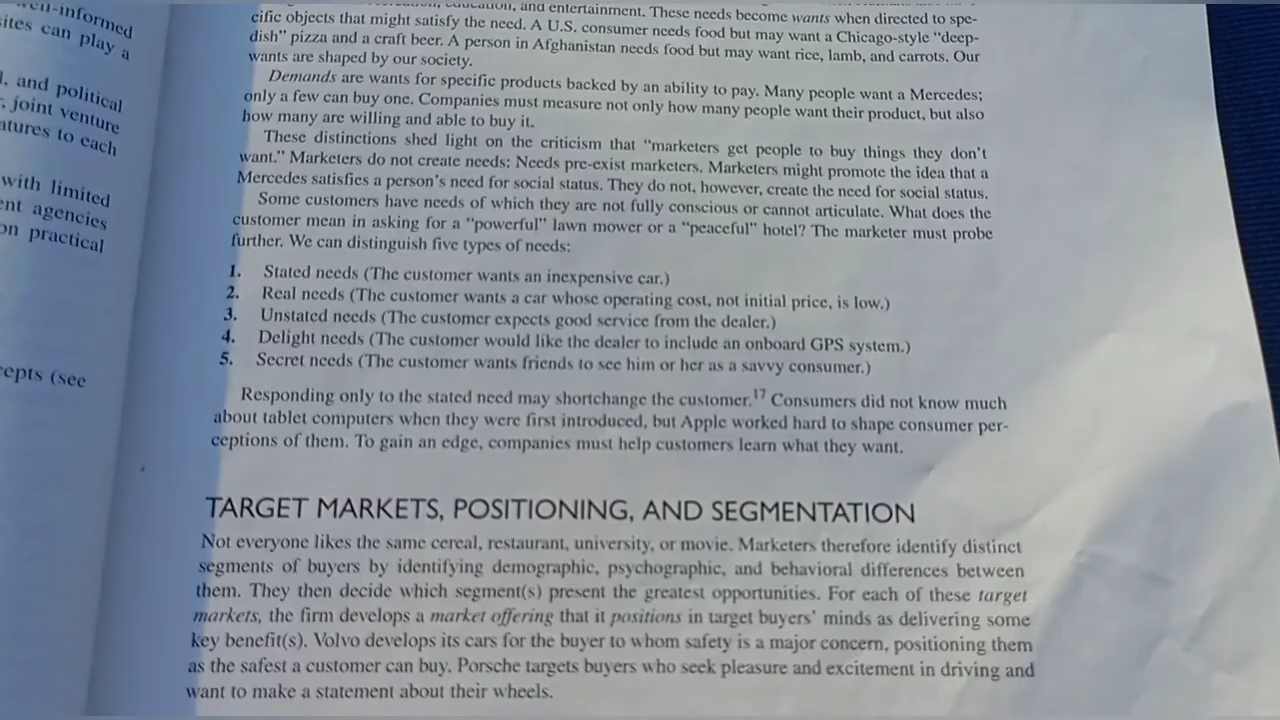 well-informed
sites can play a
, and political
joint venture
atures to each
with limited
ent agencies
on practical
cepts (see
education, and entertainment. These needs become wants when directed to spe-
cific objects that might satisfy the need. A U.S. consumer needs food but may want a Chicago-style “deep-
dish” pizza and a craft beer. A person in Afghanistan needs food but may want rice, lamb, and carrots. Our
wants are shaped by our society.
Demands are wants for specific products backed by an ability to pay. Many people want a Mercedes;
only a few can buy one. Companies must measure not only how many people want their product, but also
how many are willing and able to buy it.
These distinctions shed light on the criticism that “marketers get people to buy things they don’t
want.” Marketers do not create needs: Needs pre-exist marketers. Marketers might promote the idea that a
Mercedes satisfies a person’s need for social status. They do not, however, create the need for social status.
Some customers have needs of which they are not fully conscious or cannot articulate. What does the
customer mean in asking for a “powerful” lawn mower or a “peaceful” hotel? The marketer must probe
further. We can distinguish five types of needs:
1. Stated needs (The customer wants an inexpensive car.)
2. Real needs (The customer wants a car whose operating cost, not initial price, is low.)
3. Unstated needs (The customer expects good service from the dealer.)
4. Delight needs (The customer would like the dealer to include an onboard GPS system.)
5. Secret needs (The customer wants friends to see him or her as a savvy consumer.)
Responding only to the stated need may shortchange the customer.17 Consumers did not know much
about tablet computers when they were first introduced, but Apple worked hard to shape consumer per-
ceptions of them. To gain an edge, companies must help customers learn what they want.
TARGET MARKETS, POSITIONING, AND SEGMENTATION
Not everyone likes the same cereal, restaurant, university, or movie. Marketers therefore identify distinct
segments of buyers by identifying demographic, psychographic, and behavioral differences between
them. They then decide which segment(s) present the greatest opportunities. For each of these target
markets, the firm develops a market offering that it positions in target buyers’ minds as delivering some
key benefit(s). Volvo develops its cars for the buyer to whom safety is a major concern, positioning them
as the safest a customer can buy. Porsche targets buyers who seek pleasure and excitement in driving and
want to make a statement about their wheels.